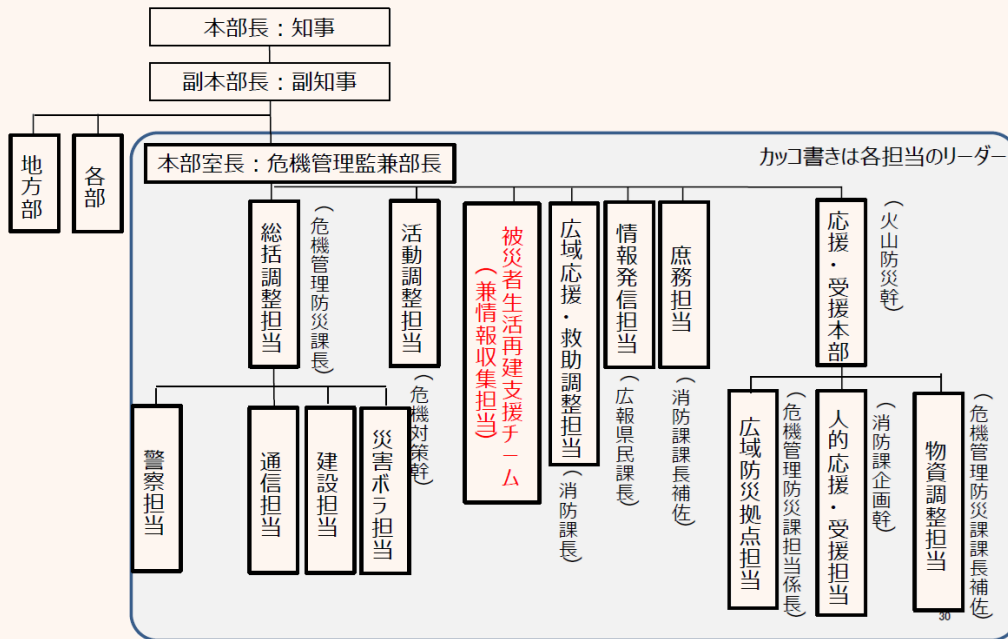 本部長：知事
副本部長：副知事
地方部
各部
本部室長：危機管理監兼部長
カッコ書きは各担当のリーダー
総括調整担当
（危機管理防災課長）
活動調整担当
（危機対策幹）
被災者生活再建支援チーム
（兼情報収集担当）
広域応援・救助調整担当
（消防課長）
情報発信担当
（広報県民課長）
庶務担当
（消防課課長補佐）
応援・受援本部
（火山防災幹）
警察担当
通信担当
建設担当
災害ボラ担当
広域防災拠点担当
（危機管理防災課担当係長）
人的応援・受援担当
（消防課企画幹）
物資調整担当
（危機管理防災課課長補佐）
30